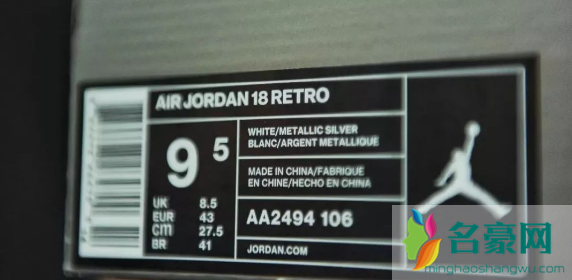 AIR JORDAN 18 RETRO
9 5
UK 8.5
EUR 43
CM 27.5
BR 41
WHITE/METALLIC SILVER
BLANC/ARGENT METALLIQUE
MADE IN CHINA/FABRIQUE
EN CHINE/HECHO EN CHINA
AA2494 106
JORDAN.COM
名豪网
minghaoshengwu.com